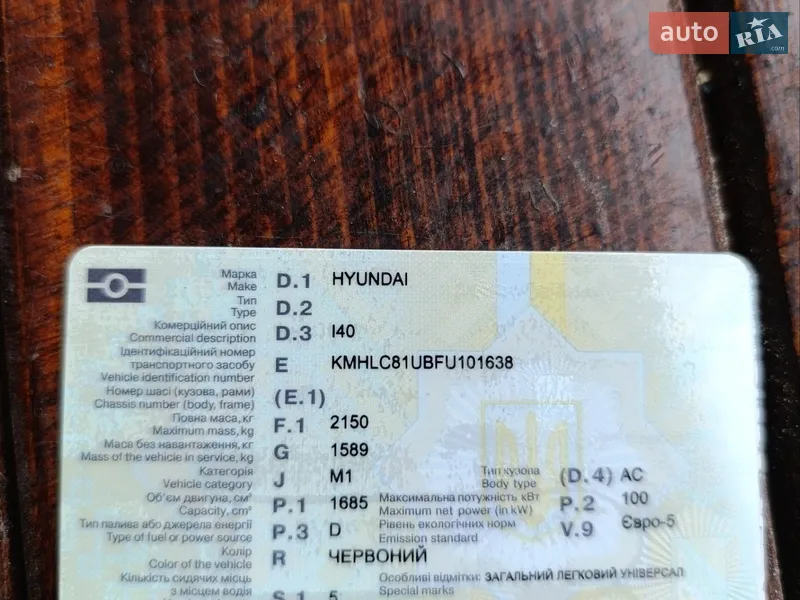 auto RIA .com
Марка
Make D.1 HYUNDAI
Тип
Type D.2
Комерційний опис
Commercial description D.3 I40
Ідентифікаційний номер
транспортного засобу E KMHLC81UBFU101638
Vehicle identification number
Номер шасі (кузова, рами) (E.1)
Chassis number (body, frame)
Повна маса, кг F.1 2150
Maximum mass, kg
Маса без навантаження, кг G 1589
Mass of the vehicle in service, kg
Категорія J M1 Тип кузова (D.4) AC
Vehicle category Body type
Об'єм двигуна, см³ P.1 1685 Максимальна потужність кВт P.2 100
Capacity, cm³ Maximum net power (in kW)
Тип палива або джерела енергії P.3 D Рівень екологічних норм V.9 Євро-5
Type of fuel or power source Emission standard
Колір R ЧЕРВОНИЙ
Color of the vehicle
Кількість сидячих місць Особливі відмітки: ЗАГАЛЬНИЙ ЛЕГКОВИЙ УНІВЕРСАЛ
з місцем водія S.1 5 Special marks